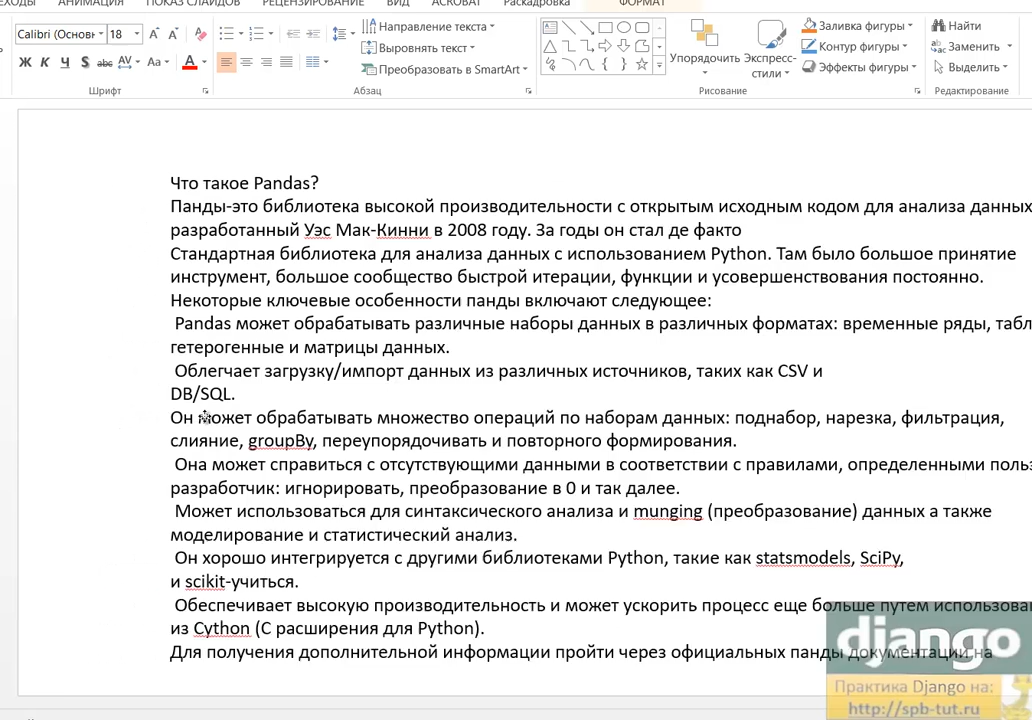 АНИМАЦИЯ ПОКАЗ СЛАЙДОВ РЕЦЕНЗИРОВАНИЕ ВИД ACROBAT Раскадровка ФОРМАТ
Calibri (Основн 18
Направление текста
Выровнять текст
Преобразовать в SmartArt
Упорядочить
Экспресс-
стили
Заливка фигуры
Контур фигуры
Эффекты фигуры
Найти
Заменить
Выделить
Ж К Ч S abc AV Aa А
Шрифт Абзац Рисование Редактирование
Что такое Pandas?
Панды-это библиотека высокой производительности с открытым исходным кодом для анализа данных
разработанный Уэс Мак-Кинни в 2008 году. За годы он стал де факто
Стандартная библиотека для анализа данных с использованием Python. Там было большое принятие
инструмент, большое сообщество быстрой итерации, функции и усовершенствования постоянно.
Некоторые ключевые особенности панды включают следующее:
Pandas может обрабатывать различные наборы данных в различных форматах: временные ряды, табл
гетерогенные и матрицы данных.
Облегчает загрузку/импорт данных из различных источников, таких как CSV и
DB/SQL.
Он может обрабатывать множество операций по наборам данных: поднабор, нарезка, фильтрация,
слияние, groupBy, переупорядочивать и повторного формирования.
Она может справиться с отсутствующими данными в соответствии с правилами, определенными поль
разработчик: игнорировать, преобразование в 0 и так далее.
Может использоваться для синтаксического анализа и munging (преобразование) данных а также
моделирование и статистический анализ.
Он хорошо интегрируется с другими библиотеками Python, такие как statsmodels, SciPy,
и scikit-учиться.
Обеспечивает высокую производительность и может ускорить процесс еще больше путем использова
из Cython (C расширения для Python).
Для получения дополнительной информации пройти через официальных панды документации на
django
Практика Django на:
http://spb-tut.ru